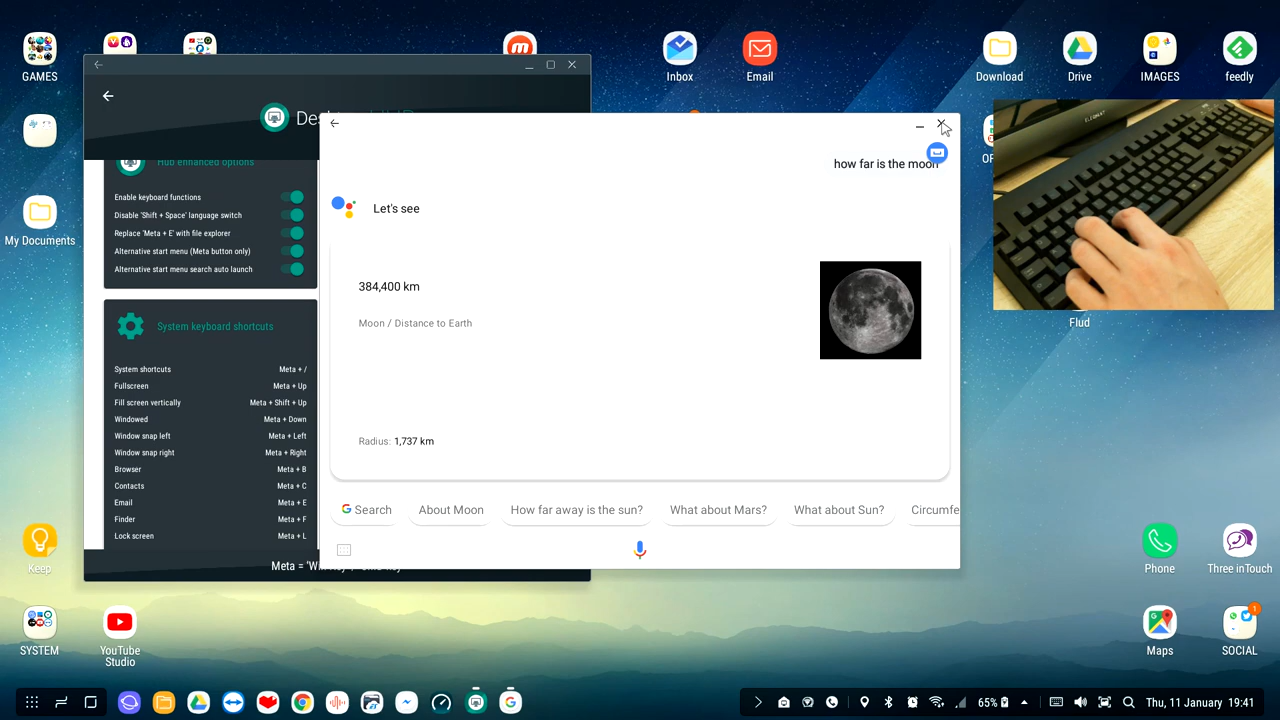 GAMES
Inbox
Email
Download
Drive
IMAGES
feedly
My Documents
Hub enhanced options
Enable keyboard functions
Disable 'Shift + Space' language switch
Replace 'Meta + E' with file explorer
Alternative start menu (Meta button only)
Alternative start menu search auto launch
System keyboard shortcuts
System shortcuts Meta + /
Fullscreen Meta + Up
Fill screen vertically Meta + Shift + Up
Windowed Meta + Down
Window snap left Meta + Left
Window snap right Meta + Right
Browser Meta + B
Contacts Meta + C
Email Meta + E
Finder Meta + F
Lock screen Meta + L
how far is the moon
Let's see
384,400 km
Moon / Distance to Earth
Radius: 1,737 km
G Search
About Moon
How far away is the sun?
What about Mars?
What about Sun?
Circumfe
Meta =
Flud
Keep
Phone
Three inTouch
SYSTEM
YouTube
Studio
Maps
1
SOCIAL
65%
Thu, 11 January
19:41